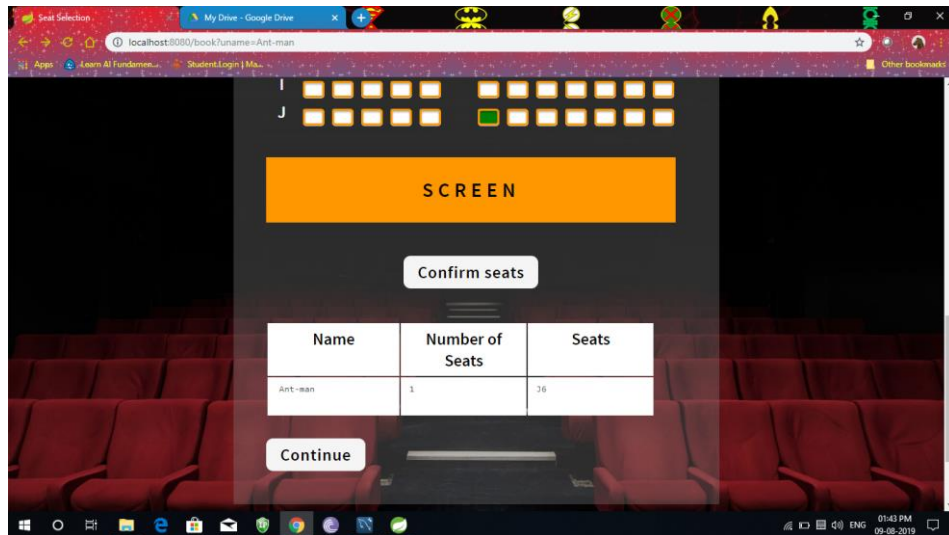 Seat Selection
My Drive - Google Drive
localhost:8080/book?uname=Ant-man
Apps
Learn AI Fundamen...
Student:Login | Ma...
Other bookmarks
I
J
SCREEN
Confirm seats
Name Number of Seats Seats
Ant-man 1 J6
Continue
ENG
01:43 PM
09-08-2019